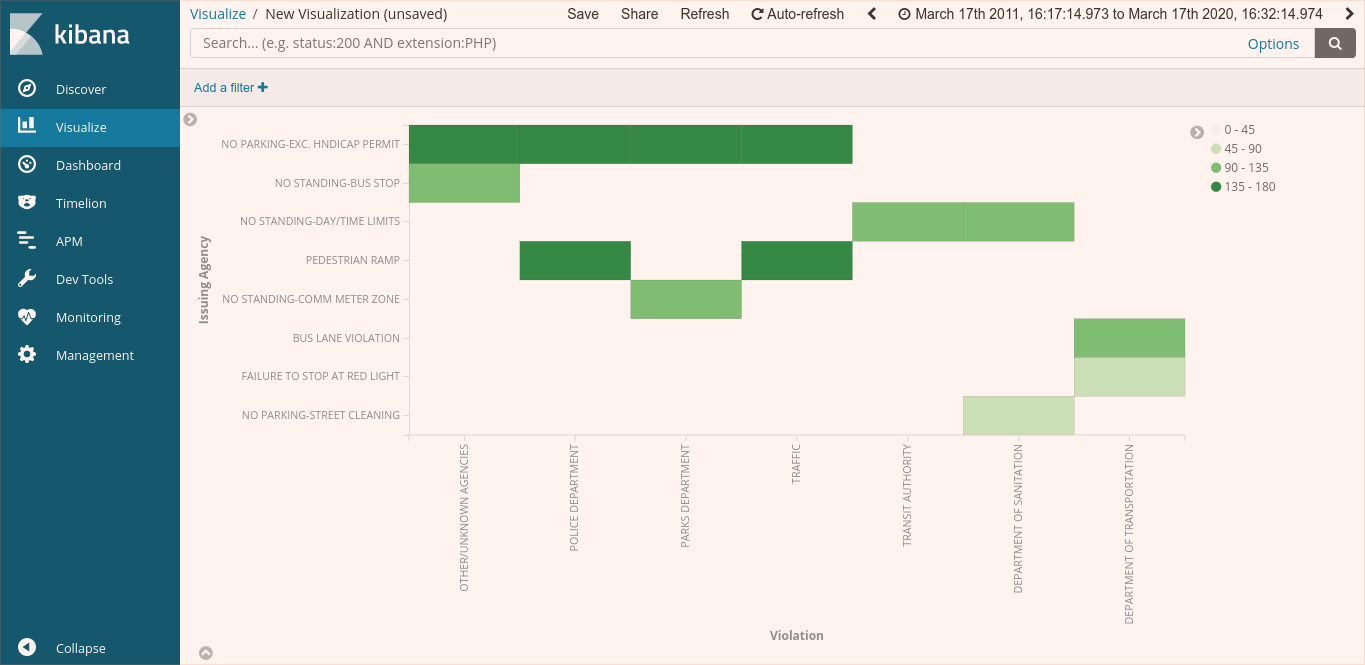 kibana
Discover
Visualize
Dashboard
Timelion
APM
Dev Tools
Monitoring
Management
Collapse
Visualize / New Visualization (unsaved)
Save Share Refresh Auto-refresh March 17th 2011, 16:17:14.973 to March 17th 2020, 16:32:14.974
Search... (e.g. status:200 AND extension:PHP) Options
Add a filter
Issuing Agency
NO PARKING-EXC. HNDICAP PERMIT
NO STANDING-BUS STOP
NO STANDING-DAY/TIME LIMITS
PEDESTRIAN RAMP
NO STANDING-COMM METER ZONE
BUS LANE VIOLATION
FAILURE TO STOP AT RED LIGHT
NO PARKING-STREET CLEANING
OTHER/UNKNOWN AGENCIES
POLICE DEPARTMENT
PARKS DEPARTMENT
TRAFFIC
TRANSIT AUTHORITY
DEPARTMENT OF SANITATION
DEPARTMENT OF TRANSPORTATION
Violation
0 - 45
45 - 90
90 - 135
135 - 180